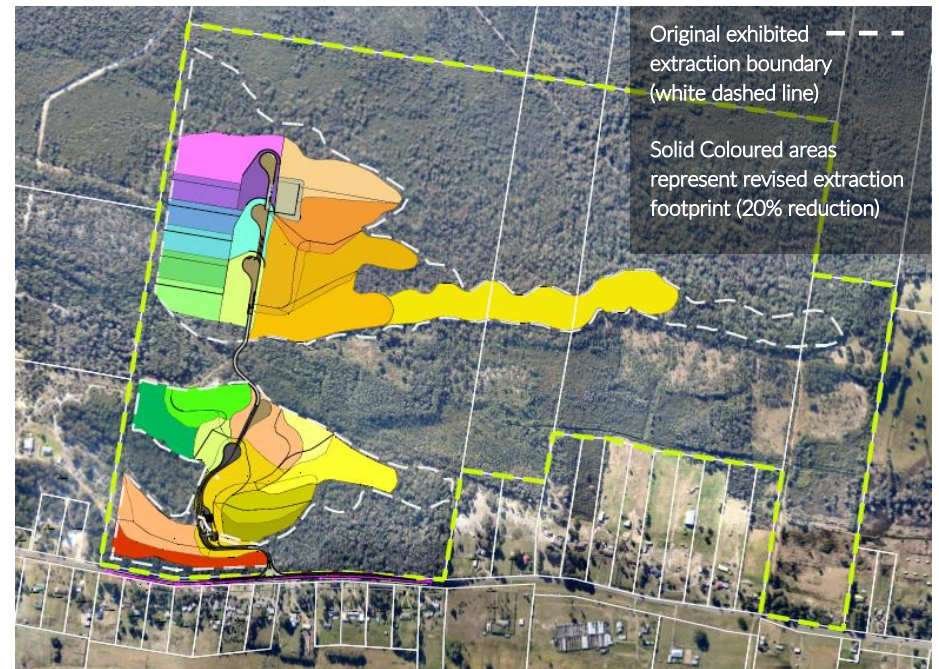 Original exhibited
extraction boundary
(white dashed line)
Solid Coloured areas
represent revised extraction
footprint (20% reduction)